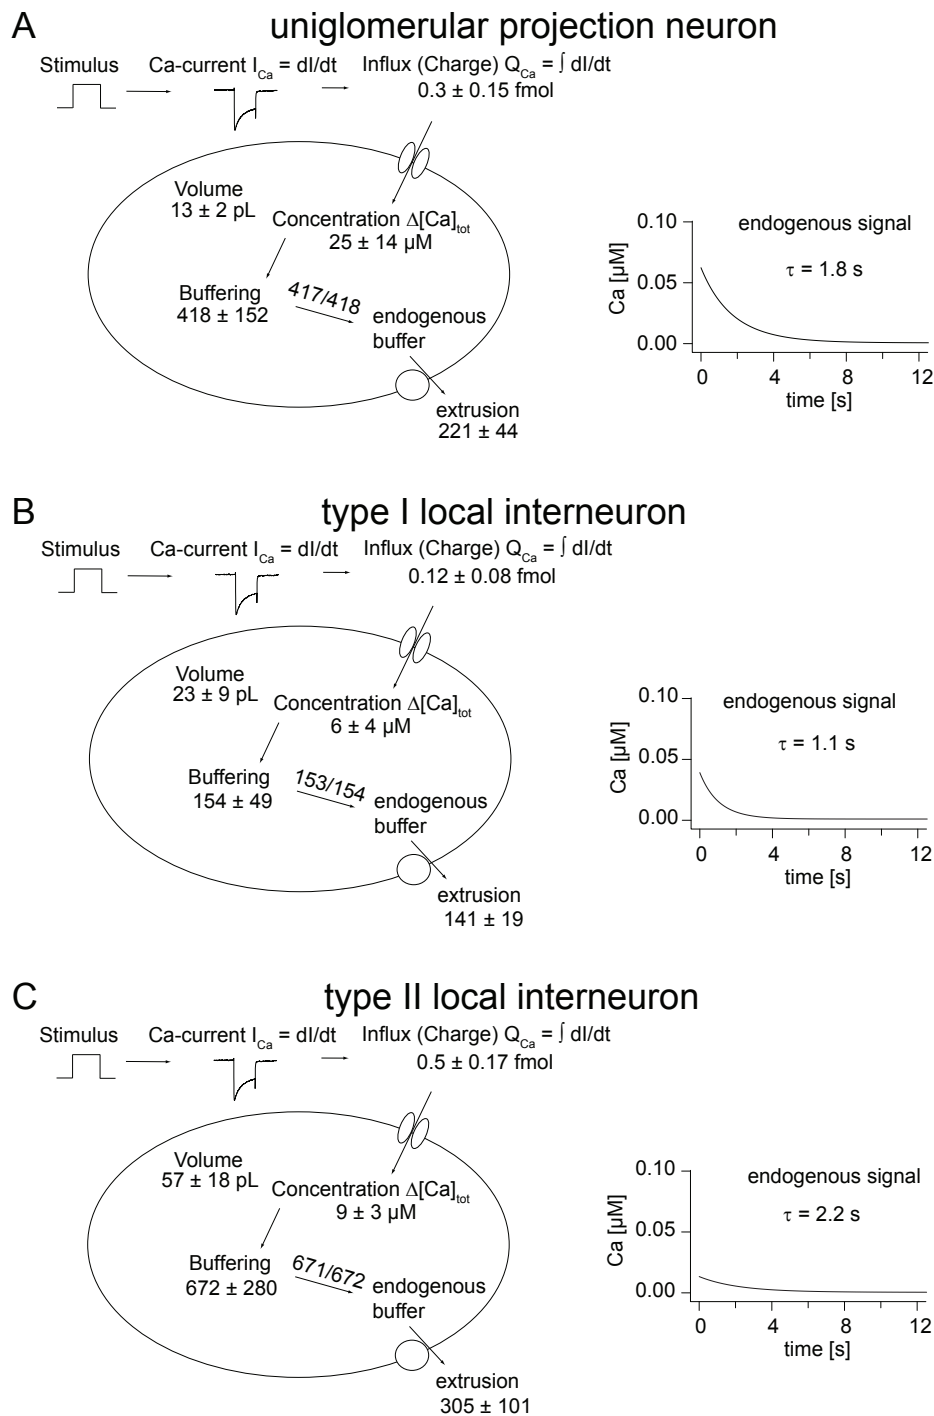 A
uniglomerular projection neuron
Stimulus
Ca-current I_Ca = dI/dt
Influx (Charge) Q_Ca = ∫ dI/dt
0.3 ± 0.15 fmol
Volume
13 ± 2 pL
Concentration Δ[Ca]_tot
25 ± 14 µM
Buffering
418 ± 152
417/418
endogenous
buffer
extrusion
221 ± 44
endogenous signal
τ = 1.8 s
Ca [µM]
0.10
0.05
0.00
0 4 8 12
time [s]
B
type I local interneuron
Stimulus
Ca-current I_Ca = dI/dt
Influx (Charge) Q_Ca = ∫ dI/dt
0.12 ± 0.08 fmol
Volume
23 ± 9 pL
Concentration Δ[Ca]_tot
6 ± 4 µM
Buffering
154 ± 49
153/154
endogenous
buffer
extrusion
141 ± 19
endogenous signal
τ = 1.1 s
Ca [µM]
0.10
0.05
0.00
0 4 8 12
time [s]
C
type II local interneuron
Stimulus
Ca-current I_Ca = dI/dt
Influx (Charge) Q_Ca = ∫ dI/dt
0.5 ± 0.17 fmol
Volume
57 ± 18 pL
Concentration Δ[Ca]_tot
9 ± 3 µM
Buffering
672 ± 280
671/672
endogenous
buffer
extrusion
305 ± 101
endogenous signal
τ = 2.2 s
Ca [µM]
0.10
0.05
0.00
0 4 8 12
time [s]